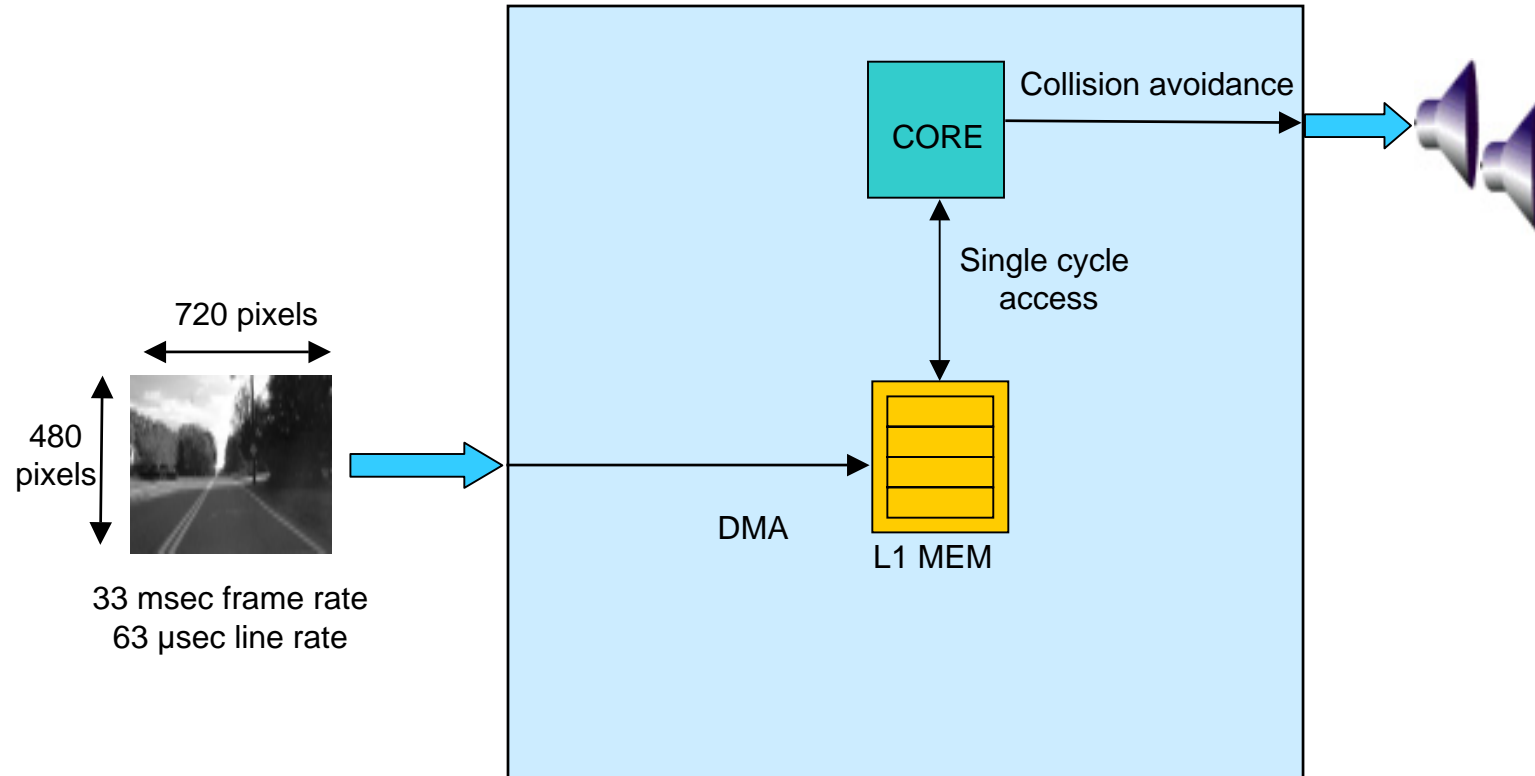 Collision avoidance
CORE
Single cycle
access
720 pixels
480
pixels
DMA
L1 MEM
33 msec frame rate
63 µsec line rate